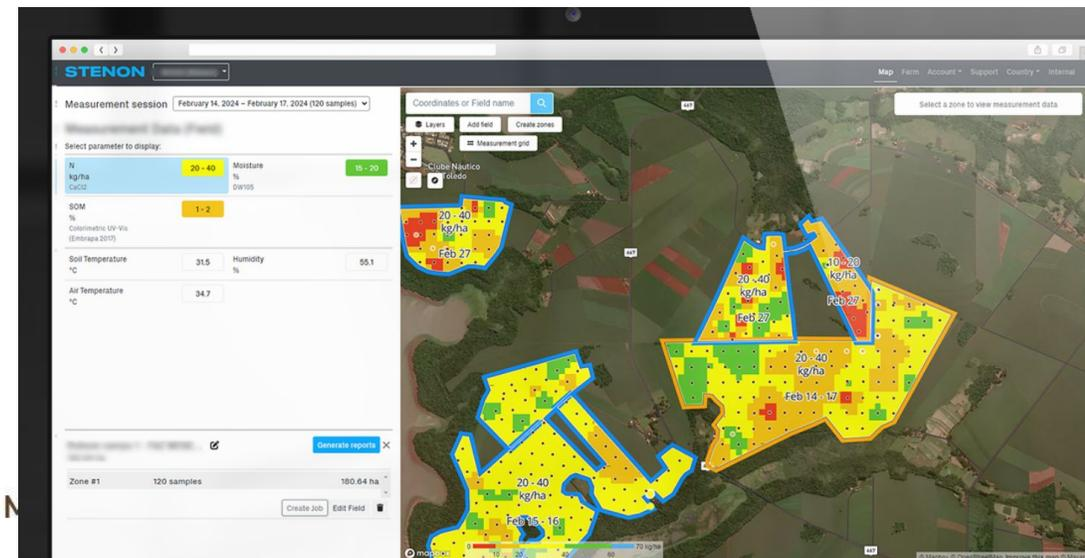 STENON
Map Farm Account Support Country Internal
Measurement session
February 14, 2024 – February 17, 2024 (120 samples)
Select parameter to display:
N
kg/ha
CaCl2
20 - 40
Moisture
%
DW105
15 - 20
SOM
%
Colorimetric UV-Vis
(Embrapa 2017)
1 - 2
Soil Temperature
°C
31.5
Humidity
%
55.1
Air Temperature
°C
34.7
Generate reports
Zone #1 120 samples 180.64 ha
Create Job Edit Field
Coordinates or Field name
Layers Add field Create zones
Measurement grid
Select a zone to view measurement data
Clube Náutico
Toledo
467
467
467
20 - 40
kg/ha
Feb 27
20 - 40
kg/ha
Feb 27
10 - 20
kg/ha
Feb 27
20 - 40
kg/ha
Feb 14 - 17
20 - 40
kg/ha
Feb 15 - 16
0 10 20 40 60 70 kg/ha
N